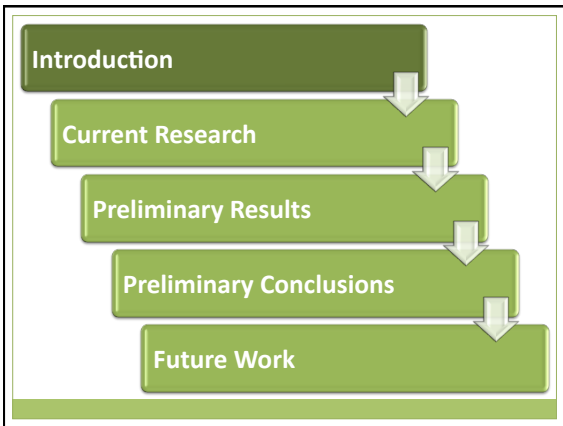 Introduction
Current Research
Preliminary Results
Preliminary Conclusions
Future Work